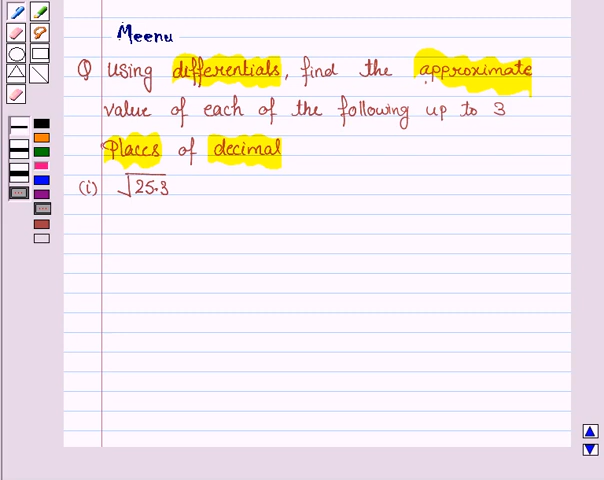 Meenu
Q Using differentials, find the approximate
value of each of the following up to 3
Places of decimal
(i) √25.3